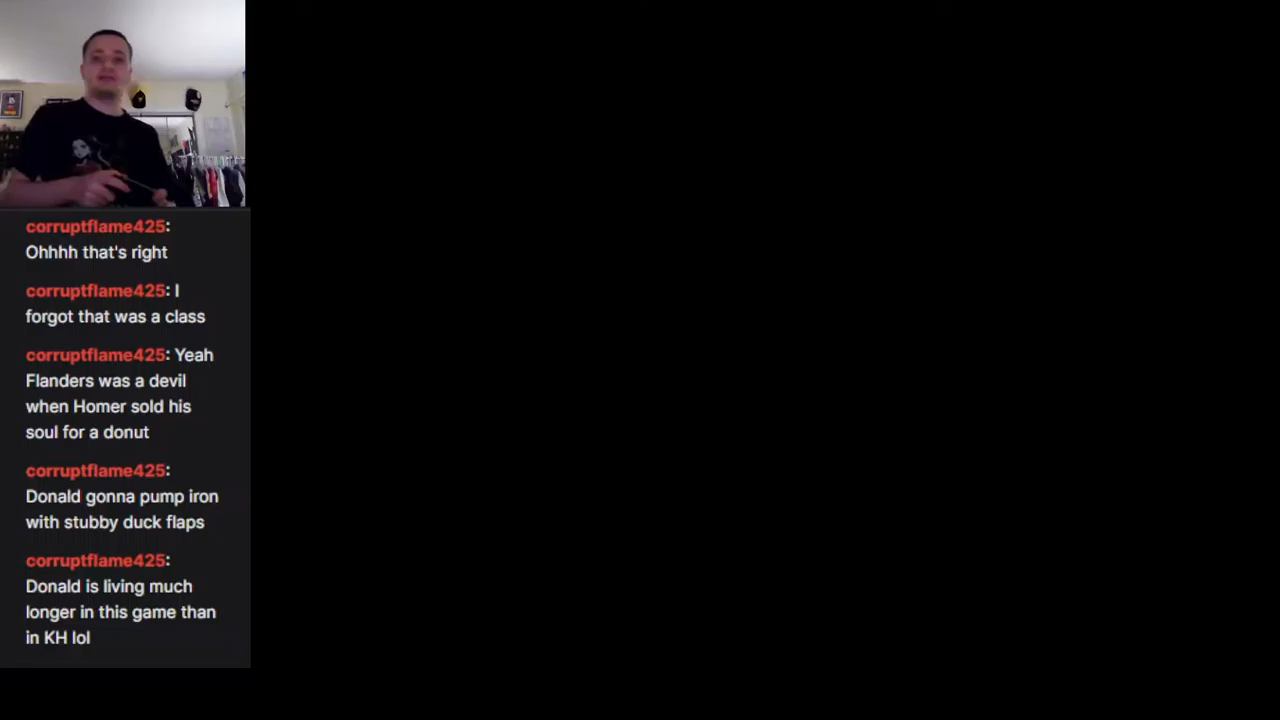 corruptflame425:
Ohhhh that's right
corruptflame425: I
forgot that was a class
corruptflame425: Yeah
Flanders was a devil
when Homer sold his
soul for a donut
corruptflame425:
Donald gonna pump iron
with stubby duck flaps
corruptflame425:
Donald is living much
longer in this game than
in KH lol